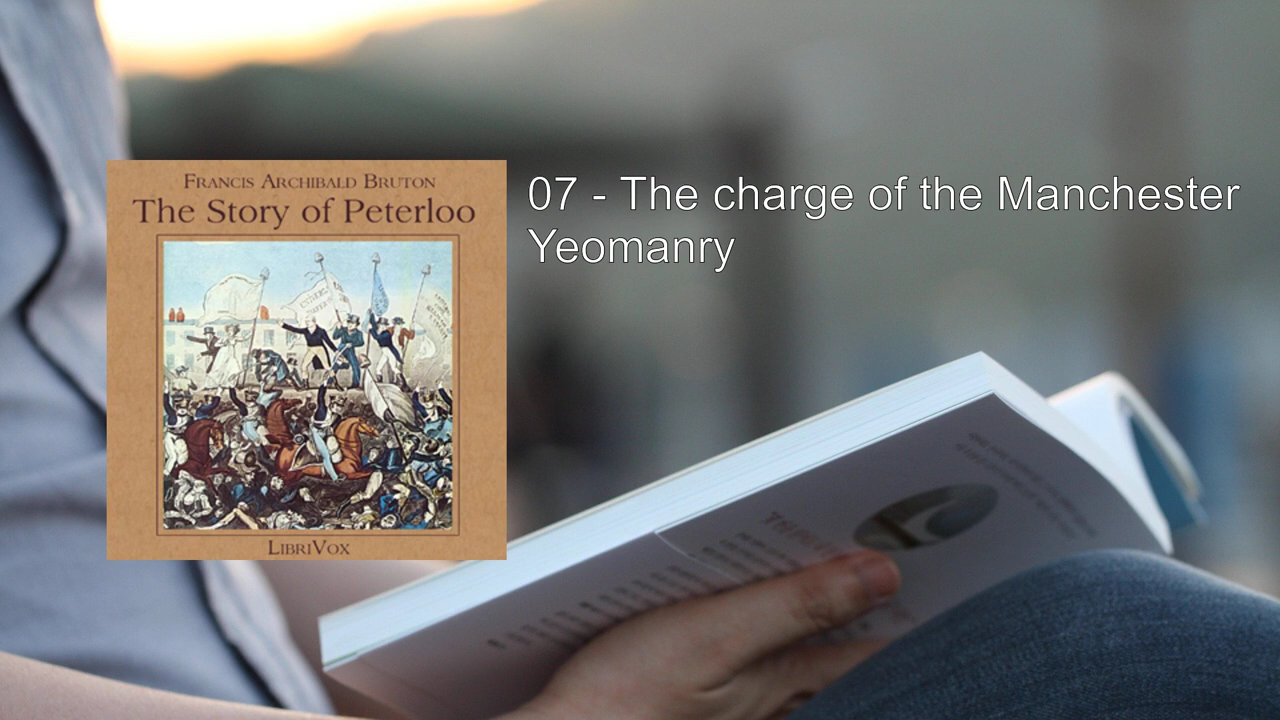 Francis Archibald Bruton
The Story of Peterloo
LibriVox
07 - The charge of the Manchester
Yeomanry